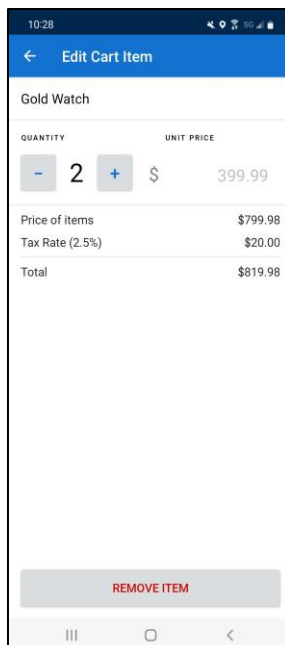 10:28 5G
Edit Cart Item
Gold Watch
QUANTITY UNIT PRICE
- 2 + $ 399.99
Price of items $799.98
Tax Rate (2.5%) $20.00
Total $819.98
REMOVE ITEM